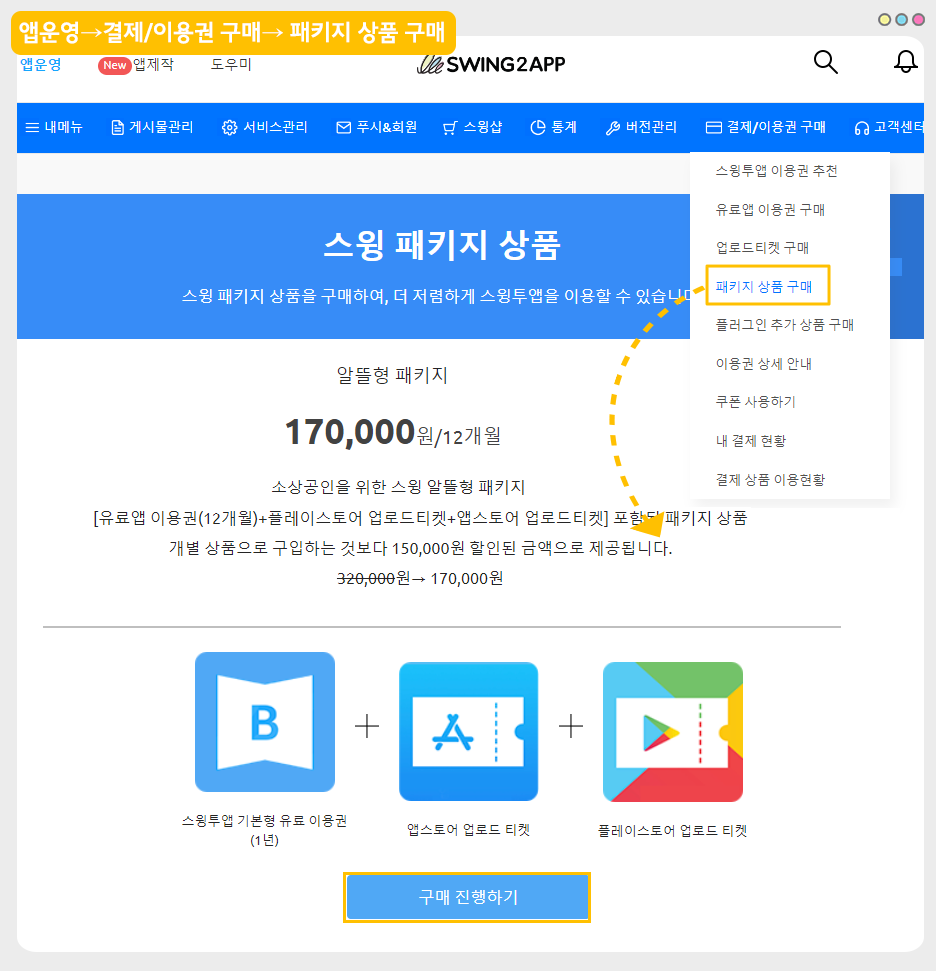 앱운영→결제/이용권 구매→ 패키지 상품 구매
앱운영 New 앱제작 도우미 SWING2APP
내메뉴 게시물관리 서비스관리 푸시&회원 스윙샵 통계 버전관리 결제/이용권 구매 고객센터
스윙투앱 이용권 추천
유료앱 이용권 구매
업로드티켓 구매
패키지 상품 구매
플러그인 추가 상품 구매
이용권 상세 안내
쿠폰 사용하기
내 결제 현황
결제 상품 이용현황
스윙 패키지 상품
스윙 패키지 상품을 구매하여, 더 저렴하게 스윙투앱을 이용할 수 있습니다
알뜰형 패키지
170,000원/12개월
소상공인을 위한 스윙 알뜰형 패키지
[유료앱 이용권(12개월)+플레이스토어 업로드티켓+앱스토어 업로드티켓] 포함된 패키지 상품
개별 상품으로 구입하는 것보다 150,000원 할인된 금액으로 제공됩니다.
320,000원→ 170,000원
B
스윙투앱 기본형 유료 이용권
(1년)
앱스토어 업로드 티켓
플레이스토어 업로드 티켓
구매 진행하기